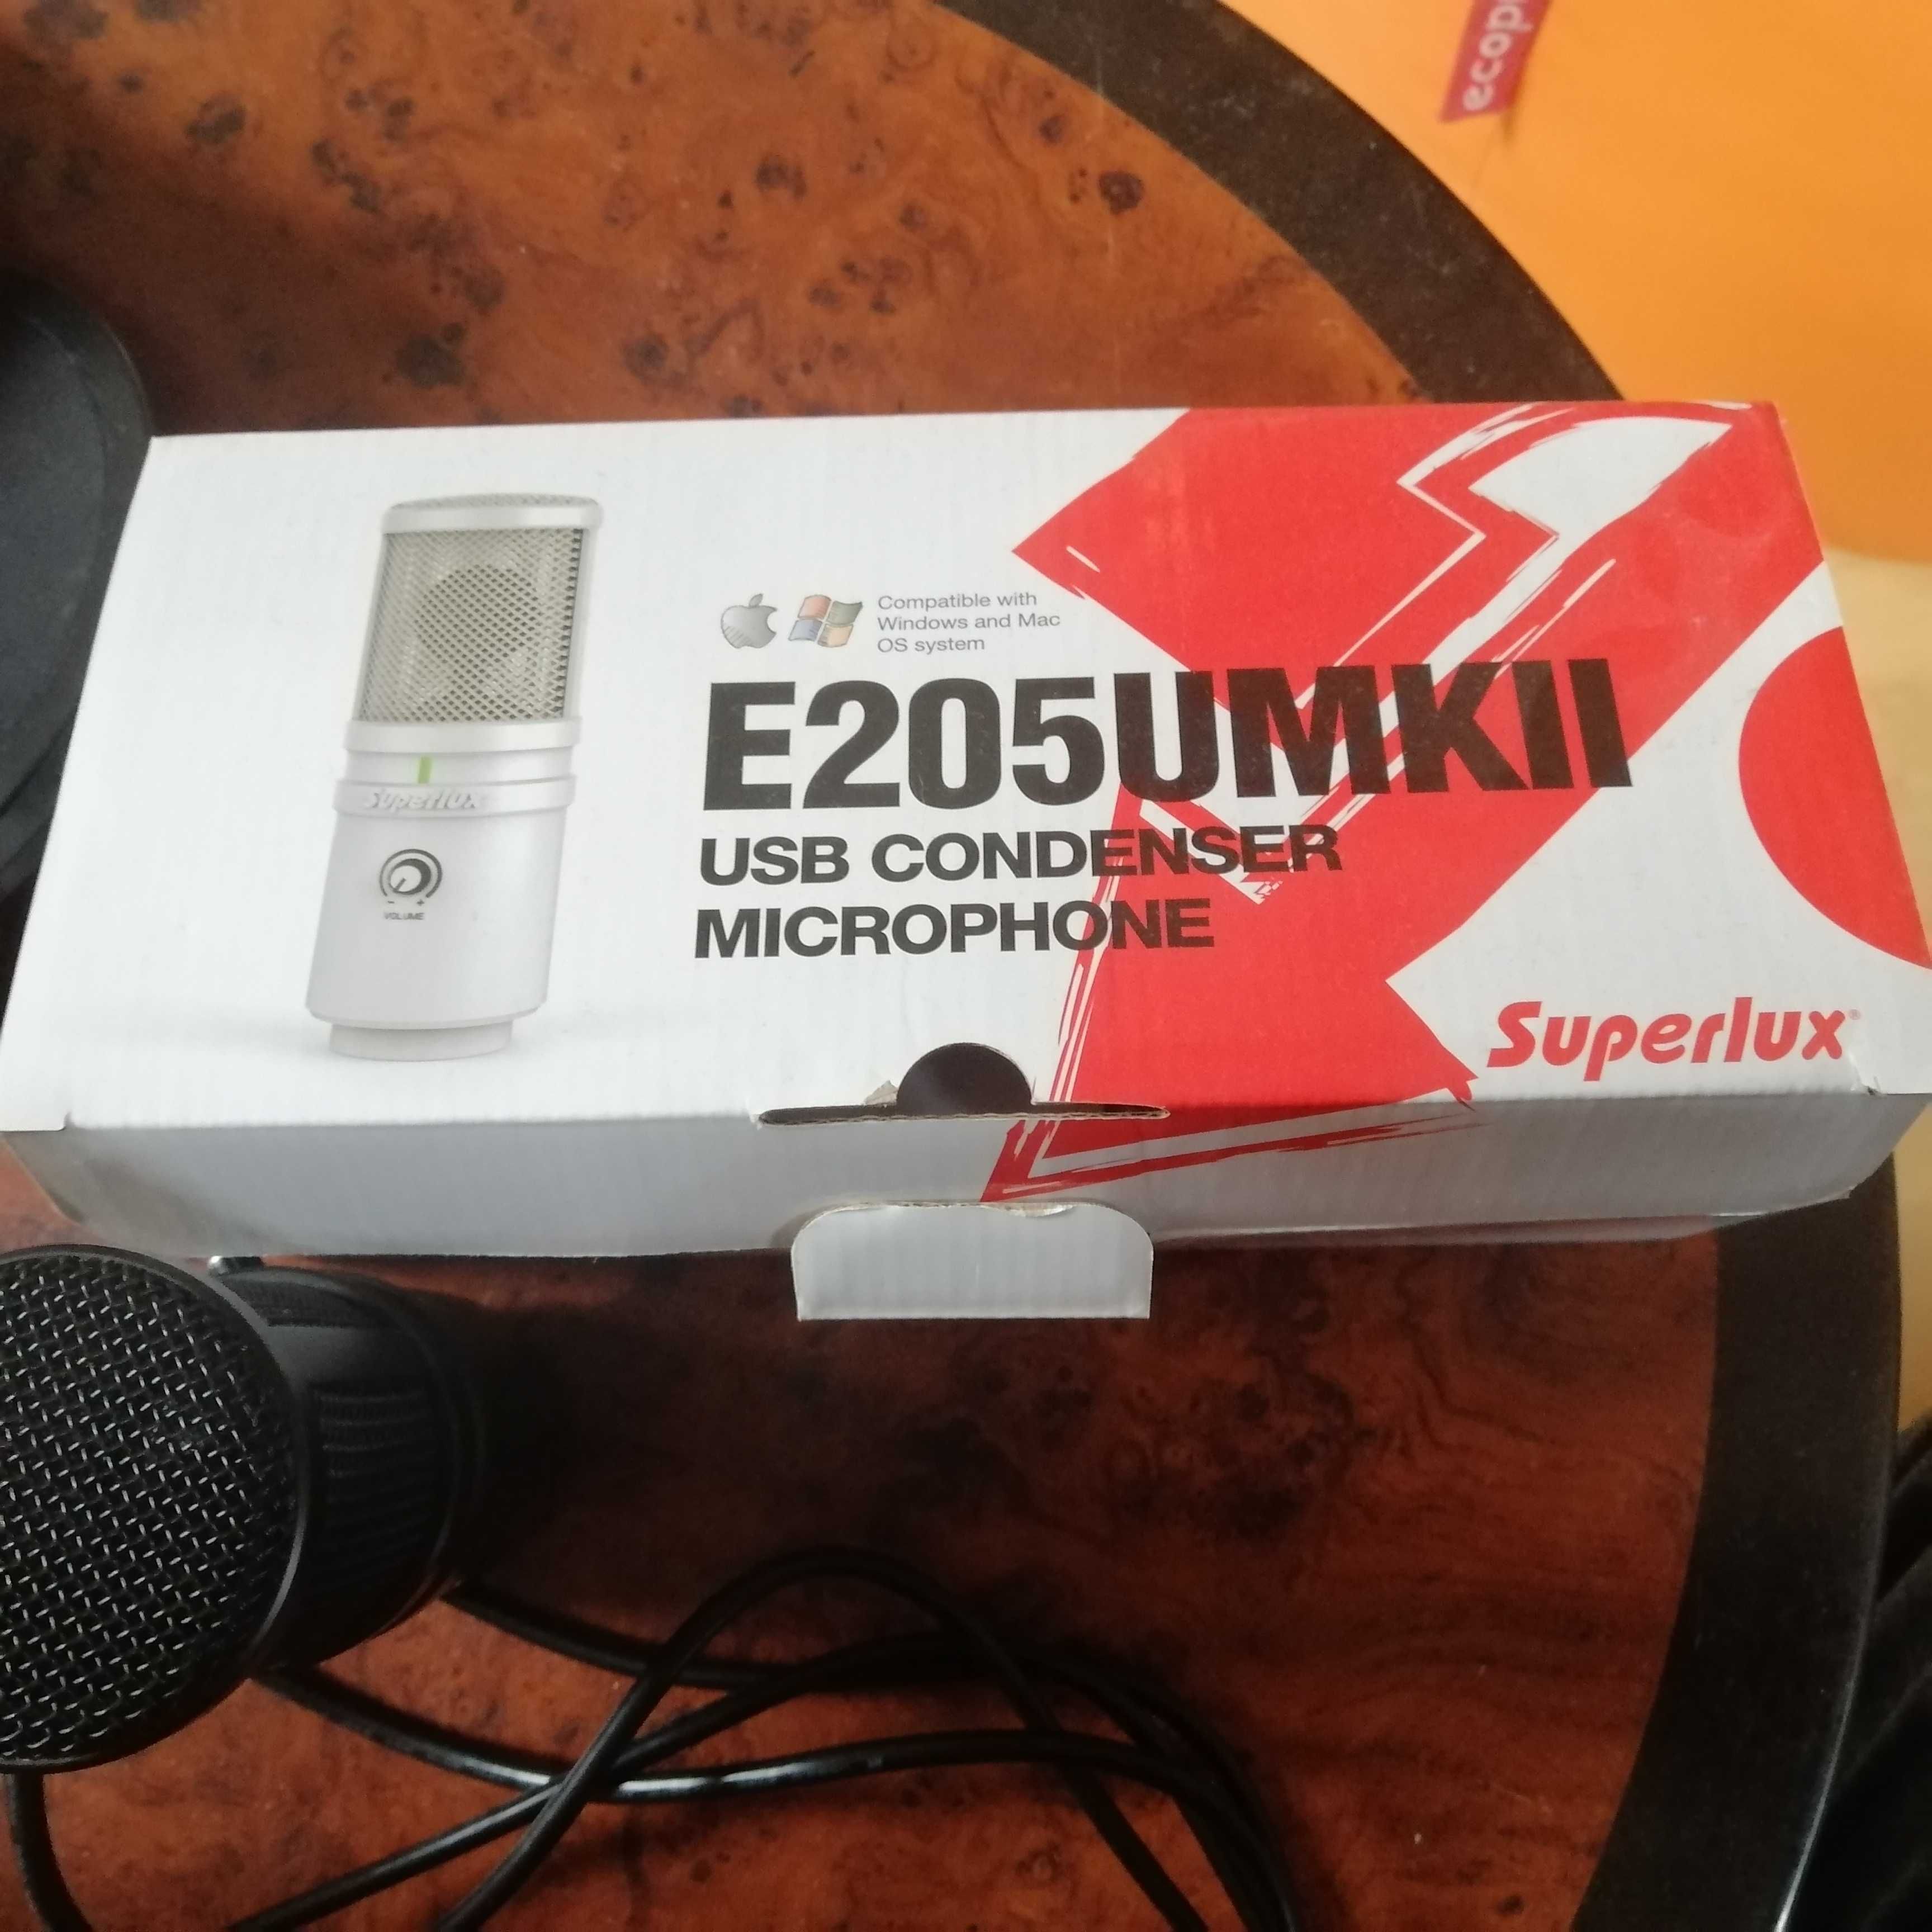 ecop
Compatible with
Windows and Mac
OS system
E205UMKII
USB CONDENSER
MICROPHONE
Superlux
- +
VOLUME
Superlux®